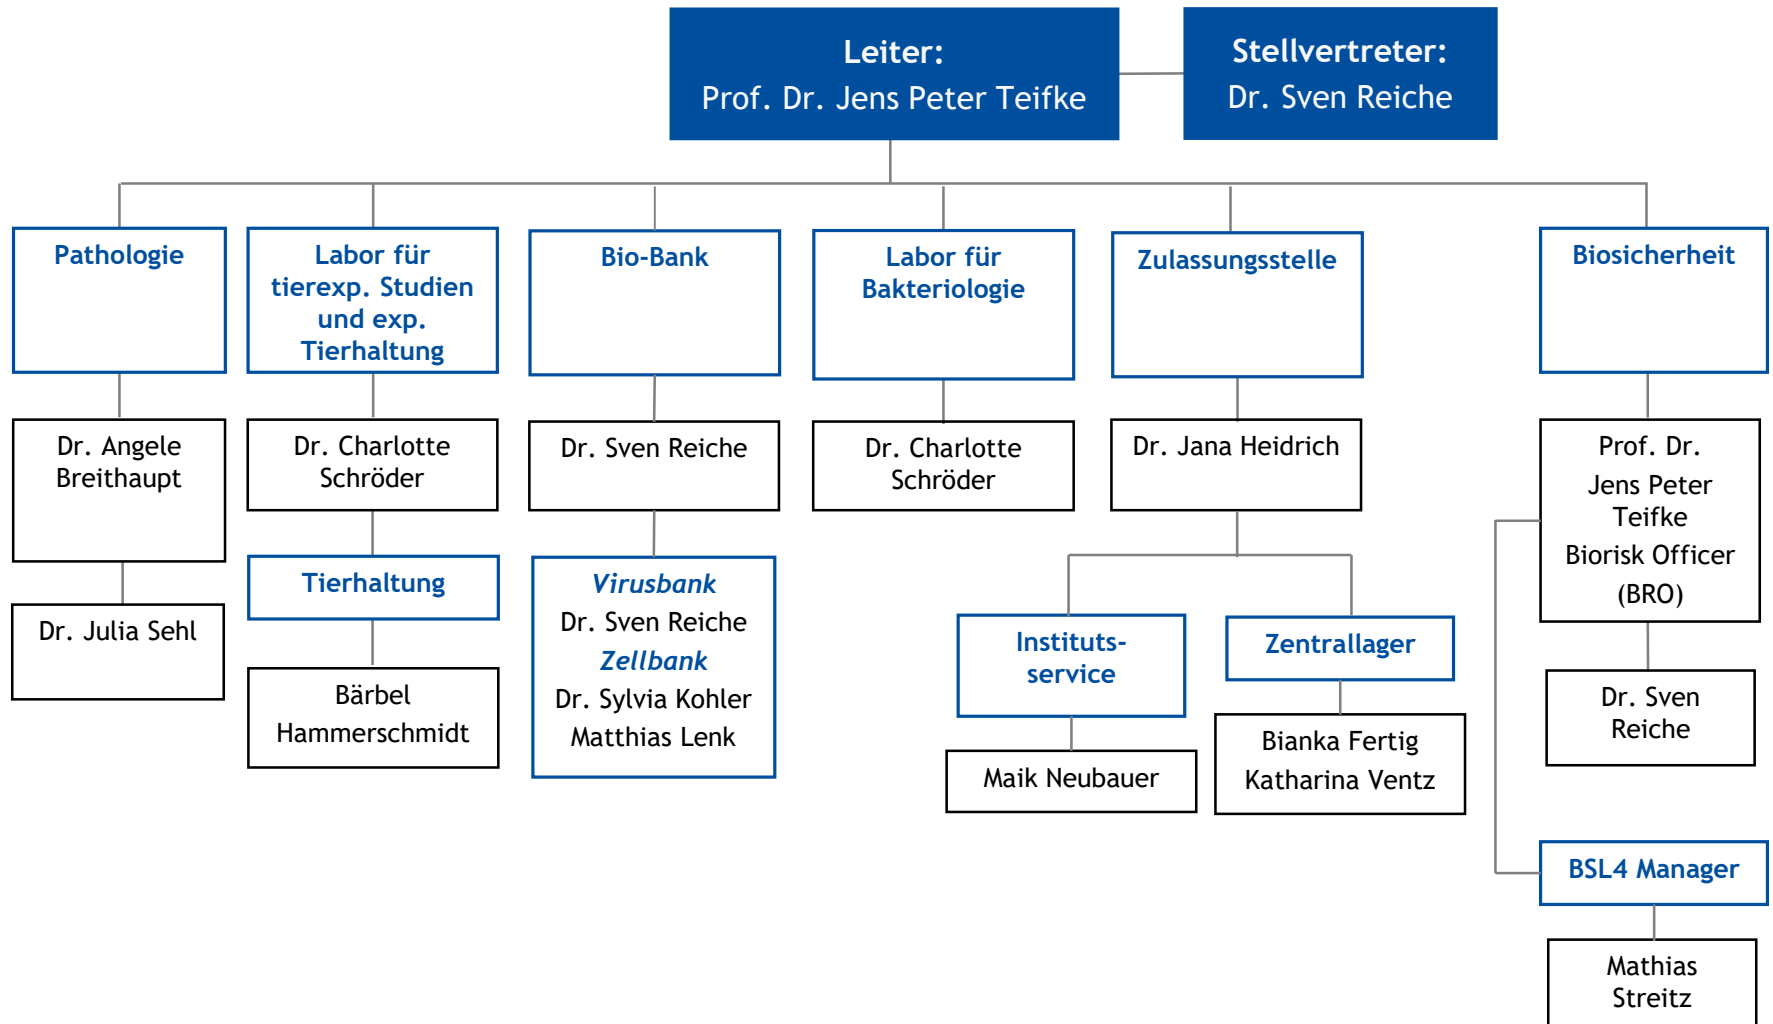 Leiter:
Prof. Dr. Jens Peter Teifke
Stellvertreter:
Dr. Sven Reiche
Pathologie
Labor für
tierexp. Studien
und exp.
Tierhaltung
Bio-Bank
Labor für
Bakteriologie
Zulassungsstelle
Biosicherheit
Dr. Angele
Breithaupt
Dr. Charlotte
Schröder
Dr. Sven Reiche
Dr. Charlotte
Schröder
Dr. Jana Heidrich
Prof. Dr.
Jens Peter
Teifke
Biorisk Officer
(BRO)
Dr. Julia Sehl
Tierhaltung
Bärbel
Hammerschmidt
Virusbank
Dr. Sven Reiche
Zellbank
Dr. Sylvia Kohler
Matthias Lenk
Instituts-
service
Maik Neubauer
Zentrallager
Bianka Fertig
Katharina Ventz
Dr. Sven
Reiche
BSL4 Manager
Mathias
Streitz